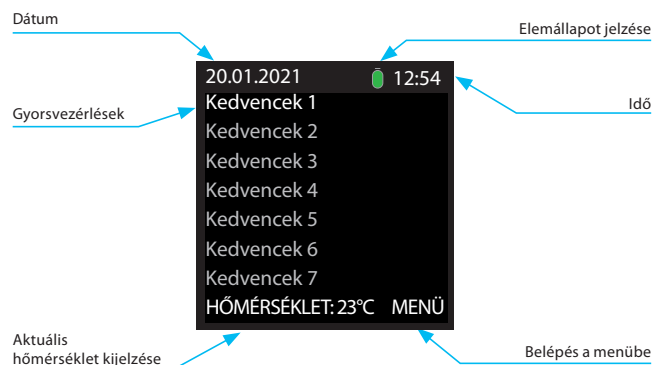 Dátum
Elemállapot jelzése
20.01.2021 12:54
Gyorsvezérlések
Idő
Kedvencek 1
Kedvencek 2
Kedvencek 3
Kedvencek 4
Kedvencek 5
Kedvencek 6
Kedvencek 7
HŐMÉRSÉKLET: 23°C MENÜ
Aktuális
hőmérséklet kijelzése
Belépés a menübe